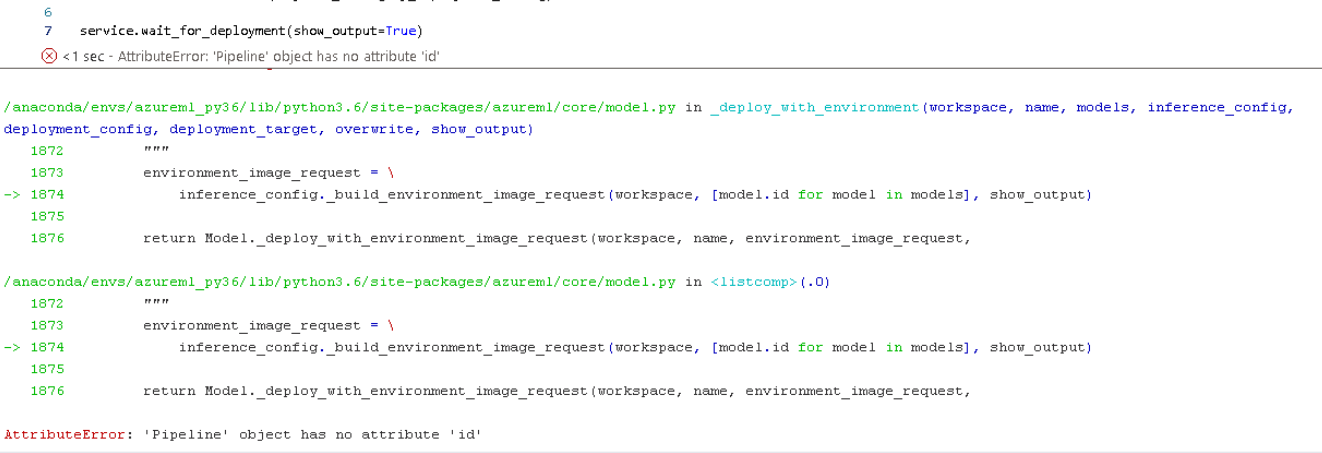 6
7 service.wait_for_deployment(show_output=True)
<1 sec - AttributeError: 'Pipeline' object has no attribute 'id'
/anaconda/envs/azureml_py36/lib/python3.6/site-packages/azureml/core/model.py in _deploy_with_environment(workspace, name, models, inference_config,
deployment_config, deployment_target, overwrite, show_output)
1872 """
1873 environment_image_request = \
-> 1874 inference_config._build_environment_image_request(workspace, [model.id for model in models], show_output)
1875
1876 return Model._deploy_with_environment_image_request(workspace, name, environment_image_request,
/anaconda/envs/azureml_py36/lib/python3.6/site-packages/azureml/core/model.py in <listcomp>(.0)
1872 """
1873 environment_image_request = \
-> 1874 inference_config._build_environment_image_request(workspace, [model.id for model in models], show_output)
1875
1876 return Model._deploy_with_environment_image_request(workspace, name, environment_image_request,
AttributeError: 'Pipeline' object has no attribute 'id'